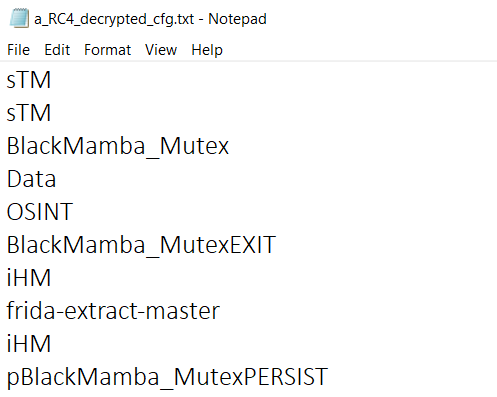 a_RC4_decrypted_cfg.txt - Notepad
File Edit Format View Help
sTM
sTM
BlackMamba_Mutex
Data
OSINT
BlackMamba_MutexEXIT
iHM
frida-extract-master
iHM
pBlackMamba_MutexPERSIST